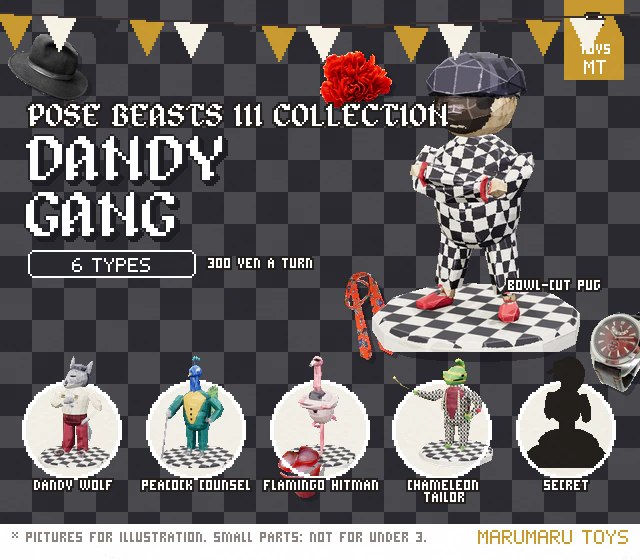 TOYS
MT
POSE BEASTS III COLLECTION
DANDY
GANG
6 TYPES
300 YEN A TURN
BOWL-CUT PUG
DANDY WOLF
PEACOCK COUNSEL
FLAMINGO HITMAN
CHAMELEON
TAILOR
SECRET
* PICTURES FOR ILLUSTRATION. SMALL PARTS: NOT FOR UNDER 3.
MARUMARU TOYS